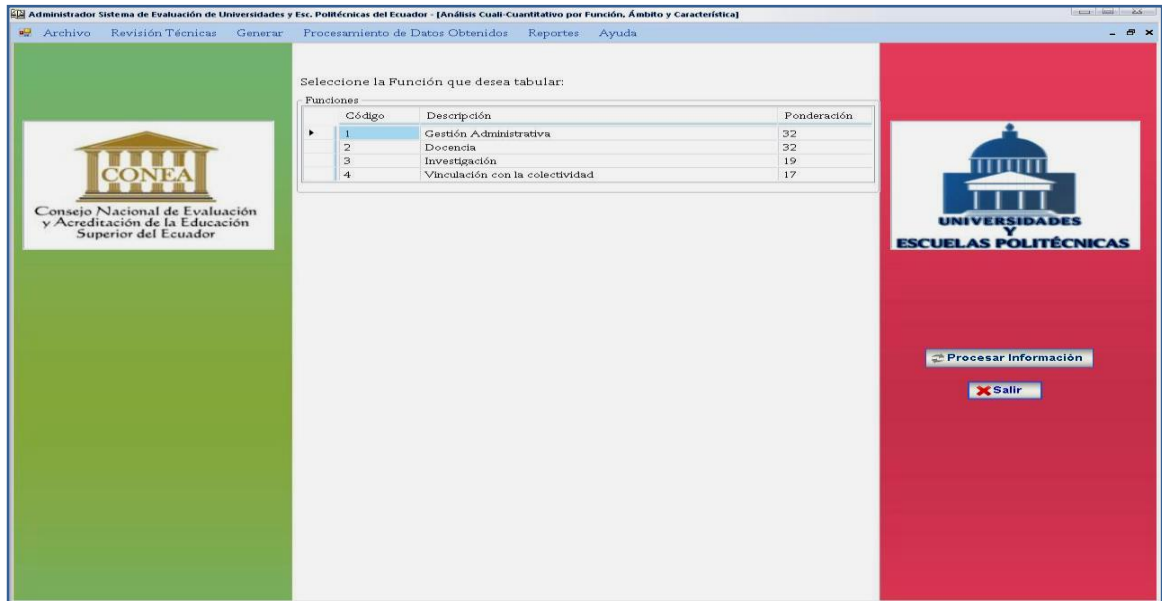 Administrador Sistema de Evaluación de Universidades y Esc. Politécnicas del Ecuador - [Análisis Cuali-Cuantitativo por Función, Ámbito y Característica]
Archivo Revisión Técnicas Generar Procesamiento de Datos Obtenidos Reportes Ayuda
Seleccione la Función que desea tabular:
Funciones
Código Descripción Ponderación
1 Gestión Administrativa 32
2 Docencia 32
3 Investigación 19
4 Vinculación con la colectividad 17
CONEA
Consejo Nacional de Evaluación
y Acreditación de la Educación
Superior del Ecuador
UNIVERSIDADES
Y
ESCUELAS POLITÉCNICAS
Procesar Información
Salir